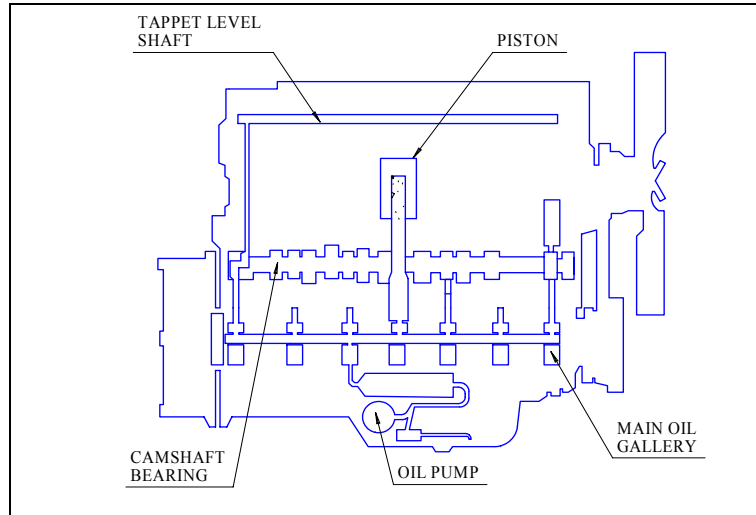 TAPPET LEVEL
SHAFT
PISTON
CAMSHAFT
BEARING
OIL PUMP
MAIN OIL
GALLERY